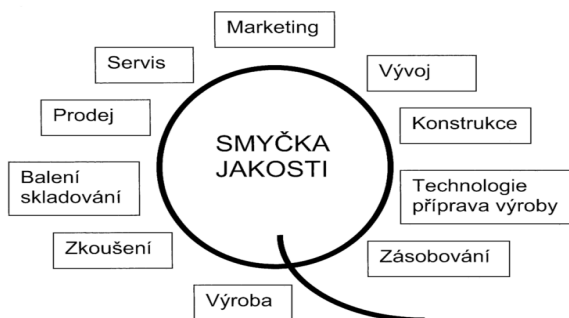 Marketing
Servis
Vývoj
Prodej
Konstrukce
SMYČKA
JAKOSTI
Balení
skladování
Technologie
příprava výroby
Zkoušení
Zásobování
Výroba